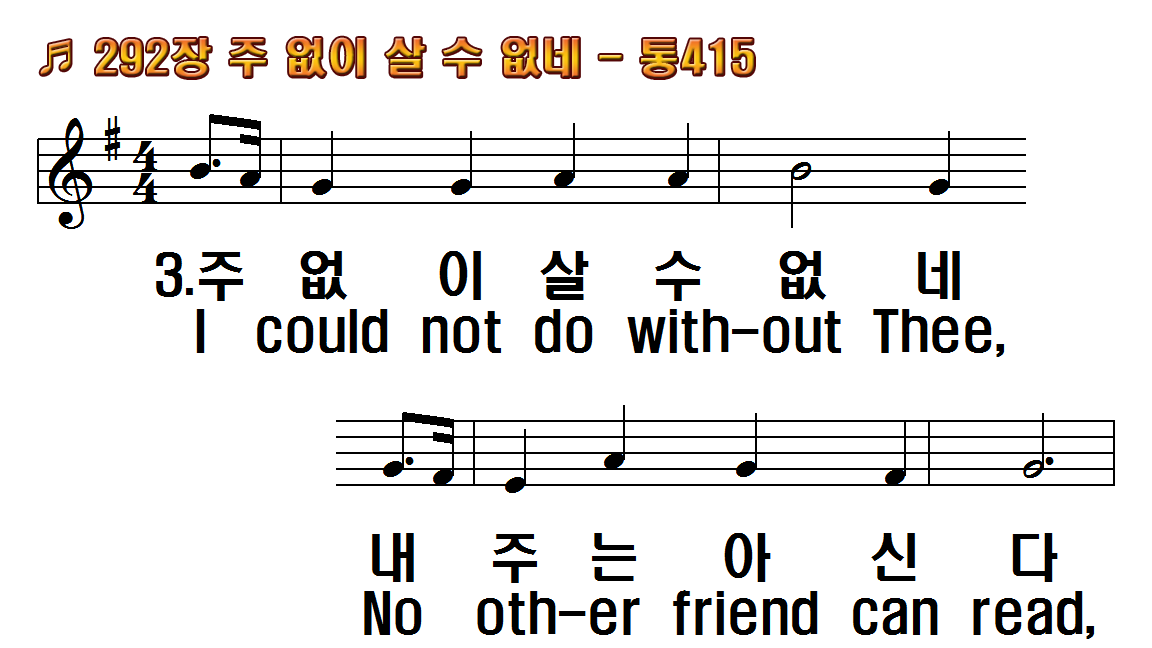 ♬ 292장 주 없이 살 수 없네 - 통415
4/4
3.주 없 이 살 수 없 네
I could not do with-out Thee,
내 주 는 아 신 다
No oth-er friend can read,